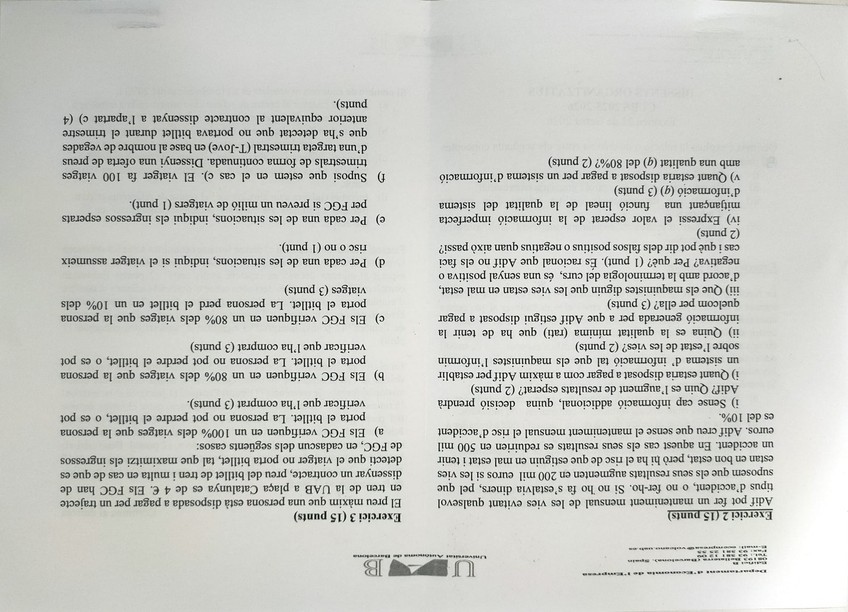 Departament d'Economia de l'Empresa
Edifici B
08193 Bellaterra (Barcelona), Spain
Tel.: 93 581 12 09
Fax: 93 581 25 55
UAB
Universitat Autònoma de Barcelona
Exercici 2 (15 punts)
Adif pot fer un manteniment mensual de les vies evitant qualsevol
tipus d'accident, o no fer-ho. Si no ho fa s'estalvia diners, pel que
suposem que els seus resultats augmenten en 200 mil euros si les vies
estan en bon estat, però hi ha el risc de que estiguin en mal estat i tenir
un accident. En aquest cas els seus resultats es reduirien en 500 mil
euros. Adif creu que sense el manteniment mensual el risc d'accident
es del 10%.
i) Sense cap informació addicional, quina decisió prendrà
Adif? Quin es l'augment de resultats esperat? (2 punts)
i) Quant estaria disposat a pagar com a màxim Adif per establir
un sistema d' informació tal que els maquinistes l'informin
sobre l'estat de les vies? (2 punts)
ii) Quina es la qualitat mínima (rati) que ha de tenir la
informació generada per a que Adif estigui disposat a pagar
quelcom per ella? (3 punts)
iii) Que els maquinistes diguin que les vies estan en mal estat,
d'acord amb la terminologia del curs, és una senyal positiva o
negativa? Per què? (1 punt). És racional que Adif no els faci
cas i què pot dir dels falsos positius o negatius quan això passi?
(2 punts)
iv) Expressi el valor esperat de la informació imperfecta
mitjançant una funció lineal de la qualitat del sistema
d'informació (q) (3 punts)
v) Quant estaria disposat a pagar per un sistema d'informació
amb una qualitat (q) del 80%? (2 punts)
Exercici 3 (15 punts)
El preu màxim que una persona està disposada a pagar per un trajecte
en tren de la UAB a plaça Catalunya es de 4 €. Els FGC han de
dissenyar un contracte, preu del bitllet de tren i multa en cas de que es
detecti que el viatger no porta bitllet, tal que maximitzi els ingressos
de FGC, en cadascun dels següents casos:
a) Els FGC verifiquen en un 100% dels viatges que la persona
porta el bitllet. La persona no pot perdre el bitllet, o es pot
verificar que l'ha comprat (3 punts).
b) Els FGC verifiquen en un 80% dels viatges que la persona
porta el bitllet. La persona no pot perdre el bitllet, o es pot
verificar que l'ha comprat (3 punts)
c) Els FGC verifiquen en un 80% dels viatges que la persona
porta el bitllet. La persona perd el bitllet en un 10% dels
viatges (3 punts)
d) Per cada una de les situacions, indiqui si el viatger assumeix
risc o no (1 punt).
e) Per cada una de les situacions, indiqui els ingressos esperats
per FGC si preveu un milió de viatgers (1 punt).
f) Suposi que estem en el cas c). El viatger fa 100 viatges
trimestrals de forma continuada. Dissenyi una oferta de preus
d'una targeta trimestral (T-Jove) en base al nombre de vegades
que s'ha detectat que no portava bitllet durant el trimestre
anterior equivalent al contracte dissenyat a l'apartat c) (4
punts).